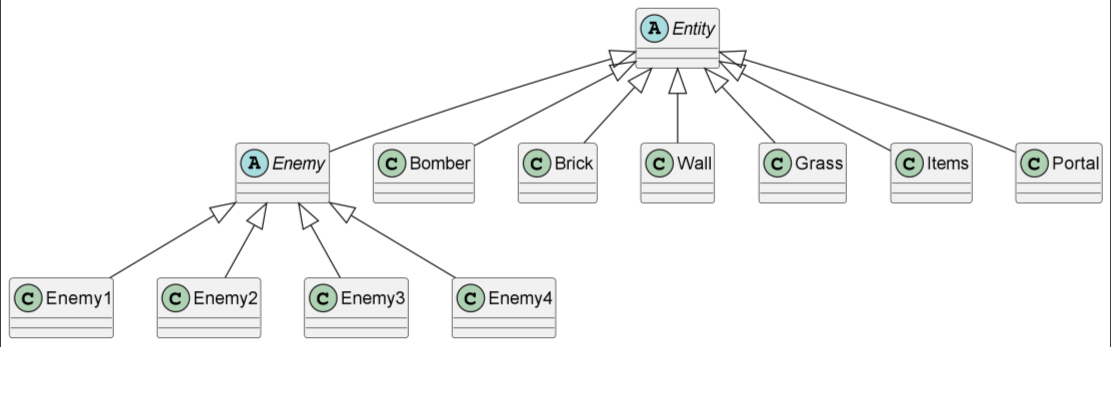 A Entity
A Enemy
C Bomber
C Brick
C Wall
C Grass
C Items
C Portal
C Enemy1
C Enemy2
C Enemy3
C Enemy4